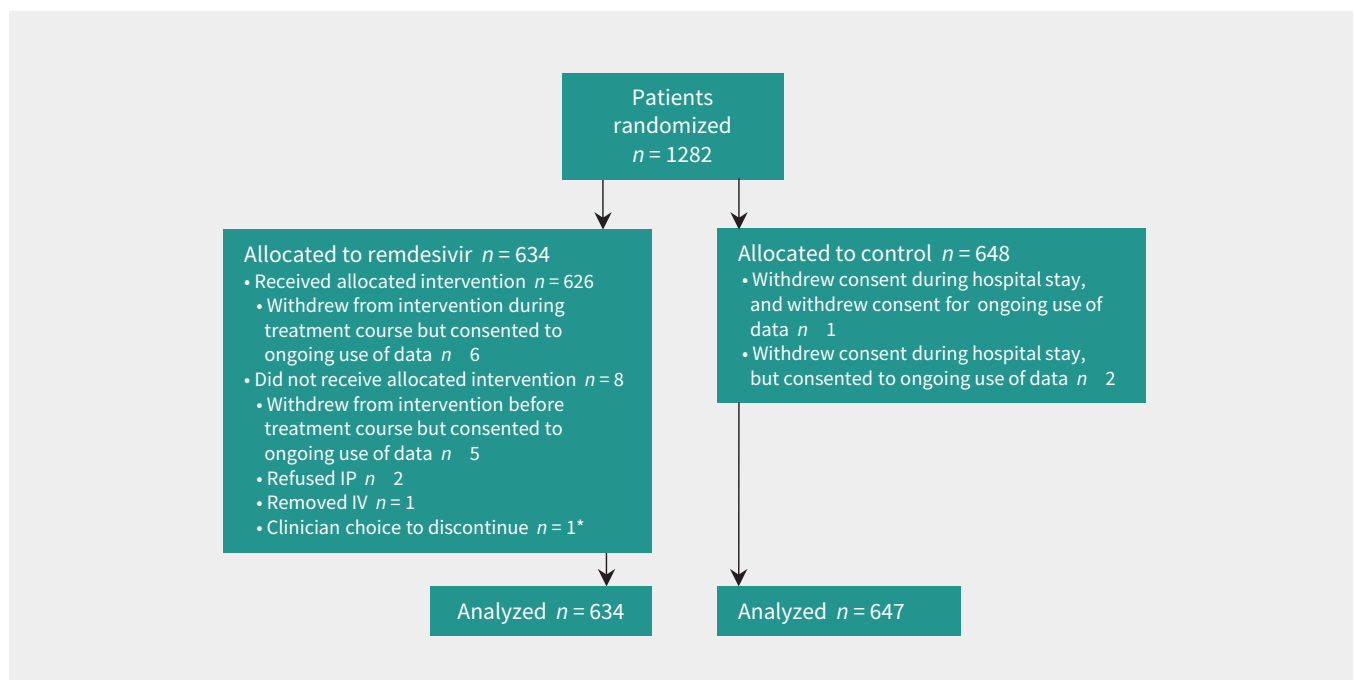 Patients
randomized
n = 1282
Allocated to remdesivir n = 634
• Received allocated intervention n = 626
• Withdrew from intervention during
treatment course but consented to
ongoing use of data n 6
• Did not receive allocated intervention n = 8
• Withdrew from intervention before
treatment course but consented to
ongoing use of data n 5
• Refused IP n 2
• Removed IV n = 1
• Clinician choice to discontinue n = 1*
Allocated to control n = 648
• Withdrew consent during hospital stay,
and withdrew consent for ongoing use of
data n 1
• Withdrew consent during hospital stay,
but consented to ongoing use of data n 2
Analyzed n = 634
Analyzed n = 647